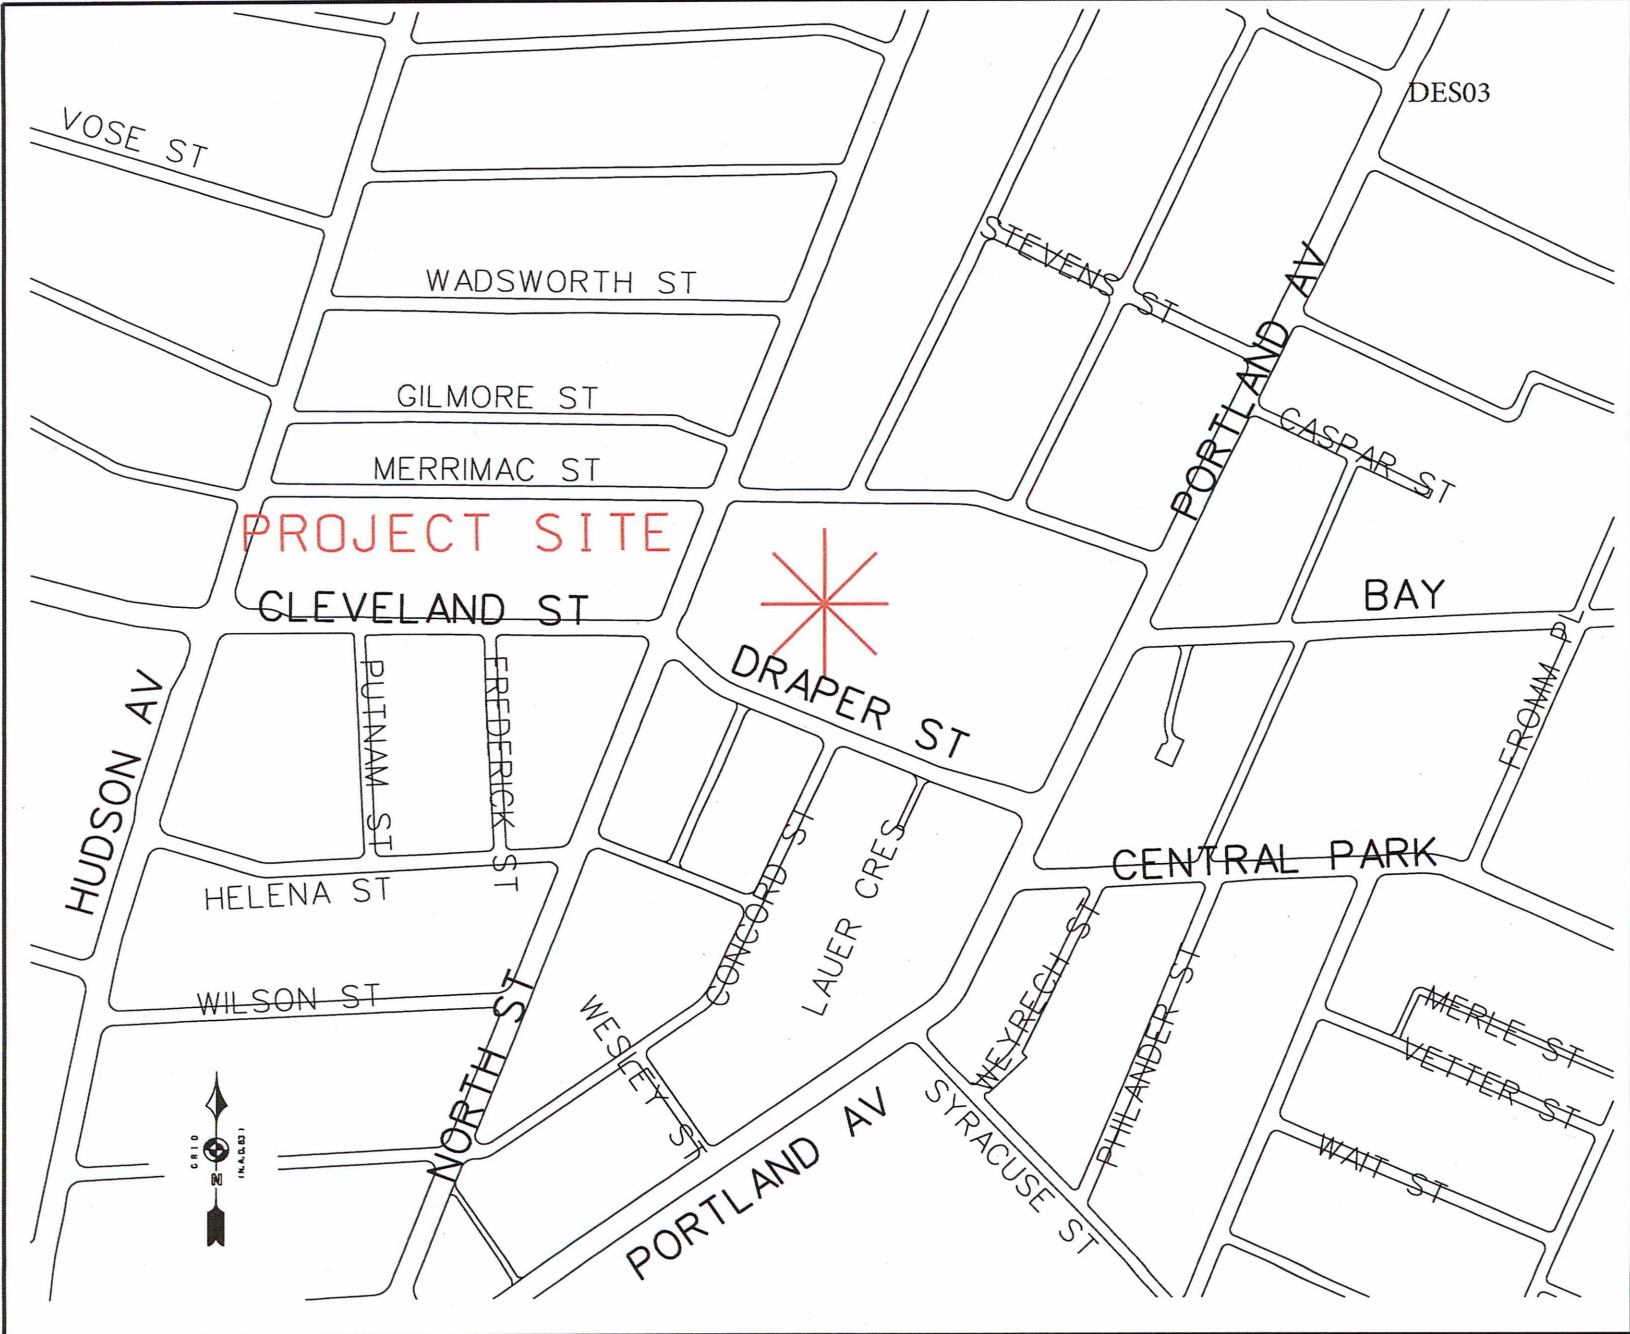 DES03
VOSE ST
STEVENS ST
WADSWORTH ST
PORTLAND AV
GILMORE ST
CASPAR ST
MERRIMAC ST
PROJECT SITE
CLEVELAND ST
BAY
DRAPER ST
FROMM PL
PUTNAM ST
FREDERICK ST
HUDSON AV
CONCORD ST
LAUER CRES
CENTRAL PARK
HELENA ST
WEYRECH ST
PHILANDER ST
WILSON ST
NORTH ST
WESLEY ST
MERLE ST
VETTER ST
PORTLAND AV
SYRACUSE ST
WAIT ST
GRID
N
(N.A.D.83)